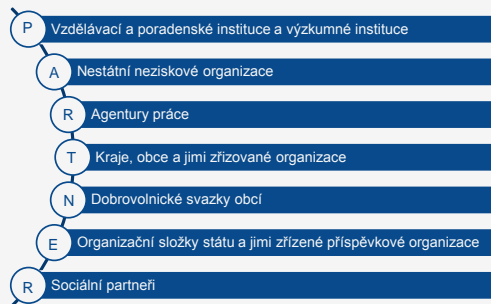 P Vzdělávací a poradenské instituce a výzkumné instituce
A Nestátní neziskové organizace
R Agentury práce
T Kraje, obce a jimi zřizované organizace
N Dobrovolnické svazky obcí
E Organizační složky státu a jimi zřízené příspěvkové organizace
R Sociální partneři